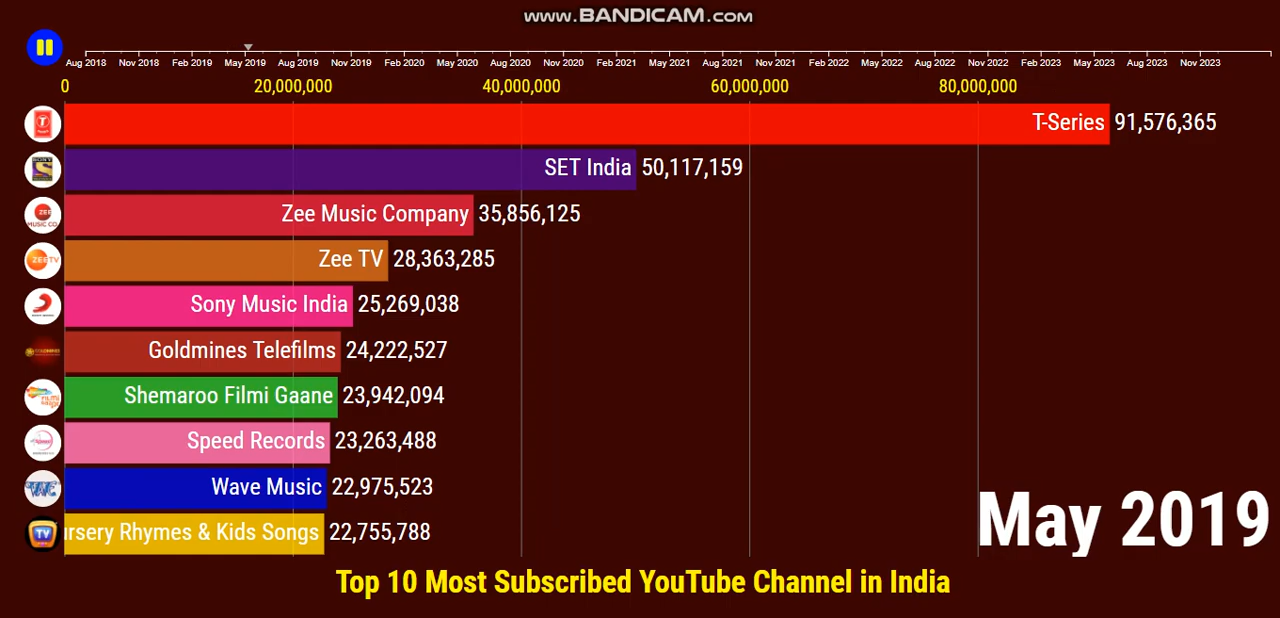 www.BANDICAM.com
Aug 2018 Nov 2018 Feb 2019 May 2019 Aug 2019 Nov 2019 Feb 2020 May 2020 Aug 2020 Nov 2020 Feb 2021 May 2021 Aug 2021 Nov 2021 Feb 2022 May 2022 Aug 2022 Nov 2022 Feb 2023 May 2023 Aug 2023 Nov 2023
0 20,000,000 40,000,000 60,000,000 80,000,000
T-Series 91,576,365
SET India 50,117,159
Zee Music Company 35,856,125
Zee TV 28,363,285
Sony Music India 25,269,038
Goldmines Telefilms 24,222,527
Shemaroo Filmi Gaane 23,942,094
Speed Records 23,263,488
Wave Music 22,975,523
TV ursery Rhymes & Kids Songs 22,755,788
May 2019
Top 10 Most Subscribed YouTube Channel in India